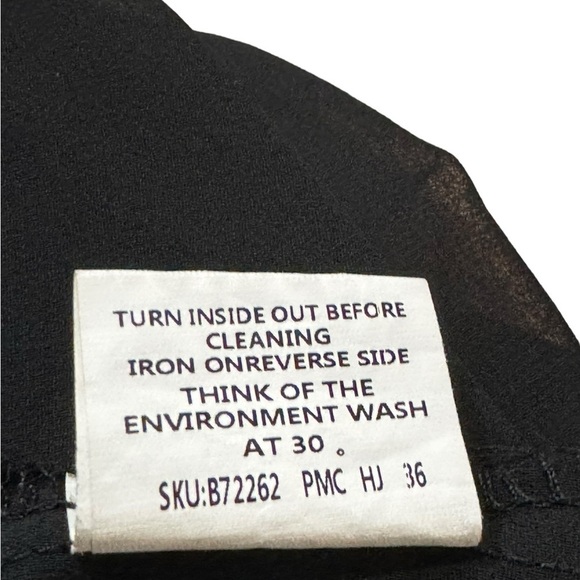 TURN INSIDE OUT BEFORE
CLEANING
IRON ONREVERSE SIDE
THINK OF THE
ENVIRONMENT WASH
AT 30 。
SKU:B72262 PMC HJ 36